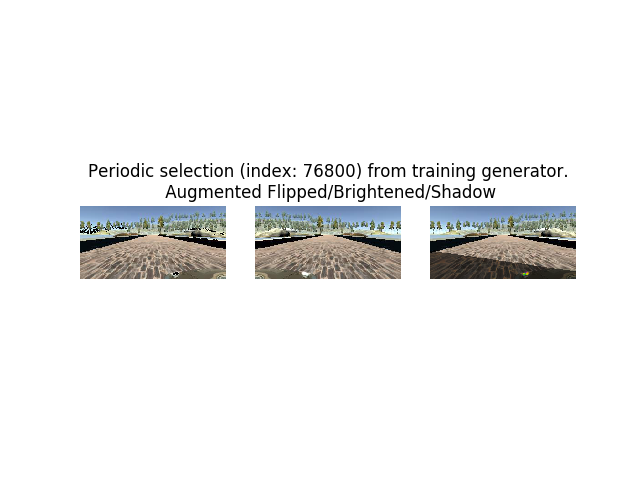 Periodic selection (index: 76800) from training generator.
Augmented Flipped/Brightened/Shadow